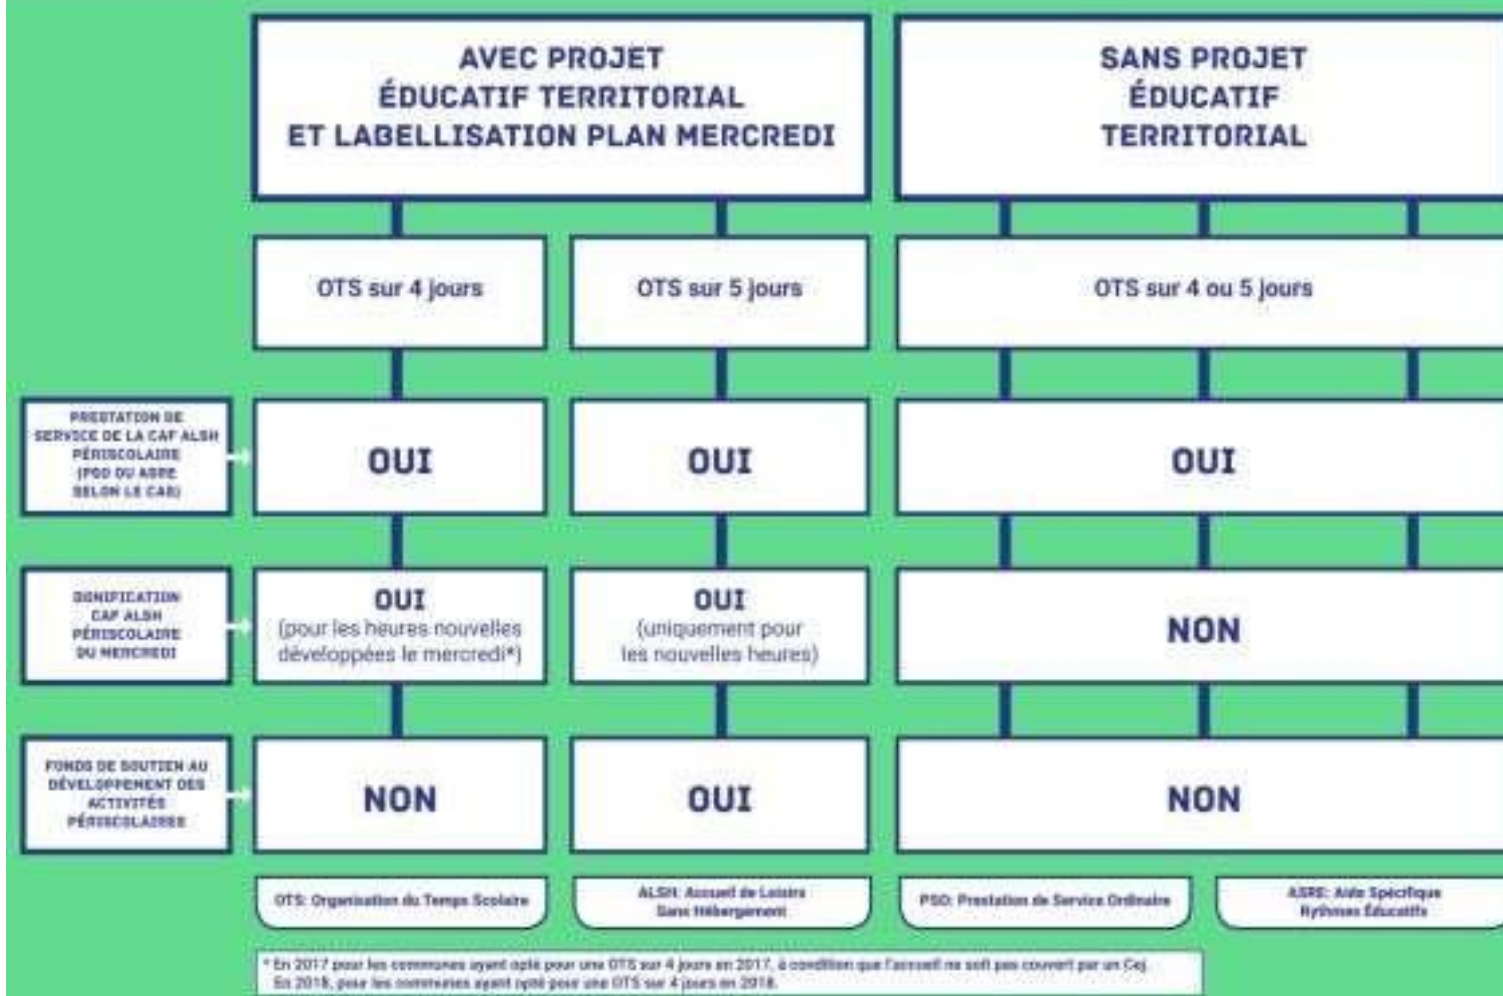 AVEC PROJET
ÉDUCATIF TERRITORIAL
ET LABELLISATION PLAN MERCREDI
SANS PROJET
ÉDUCATIF
TERRITORIAL
OTS sur 4 jours
OTS sur 5 jours
OTS sur 4 ou 5 jours
PRESTATION DE
SERVICE DE LA CAF ALSH
PÉRISCOLAIRE
(PSO OU ASRE
SELON LE CAS)
OUI
OUI
OUI
BONIFICATION
CAF ALSH
PÉRISCOLAIRE
DU MERCREDI
OUI
(pour les heures nouvelles
développées le mercredi*)
OUI
(uniquement pour
les nouvelles heures)
NON
FONDS DE SOUTIEN AU
DÉVELOPPEMENT DES
ACTIVITÉS
PÉRISCOLAIRES
NON
OUI
NON
OTS: Organisation du Temps Scolaire
ALSH: Accueil de Loisirs
Sans Hébergement
PSO: Prestation de Service Ordinaire
ASRE: Aide Spécifique
Rythmes Éducatifs
* En 2017 pour les communes ayant opté pour une OTS sur 4 jours en 2017, à condition que l'accueil ne soit pas couvert par un Cej.
En 2018, pour les communes ayant opté pour une OTS sur 4 jours en 2018.